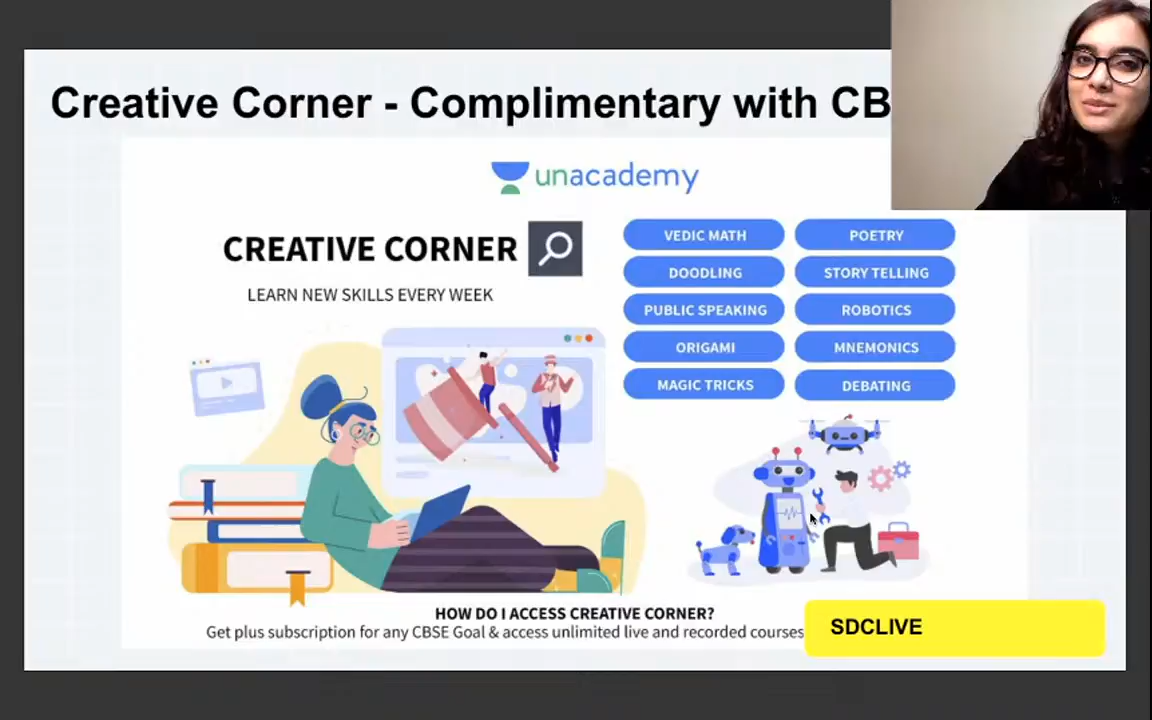 Creative Corner - Complimentary with CB
unacademy
CREATIVE CORNER
LEARN NEW SKILLS EVERY WEEK
VEDIC MATH
POETRY
DOODLING
STORY TELLING
PUBLIC SPEAKING
ROBOTICS
ORIGAMI
MNEMONICS
MAGIC TRICKS
DEBATING
HOW DO I ACCESS CREATIVE CORNER?
Get plus subscription for any CBSE Goal & access unlimited live and recorded courses
SDCLIVE